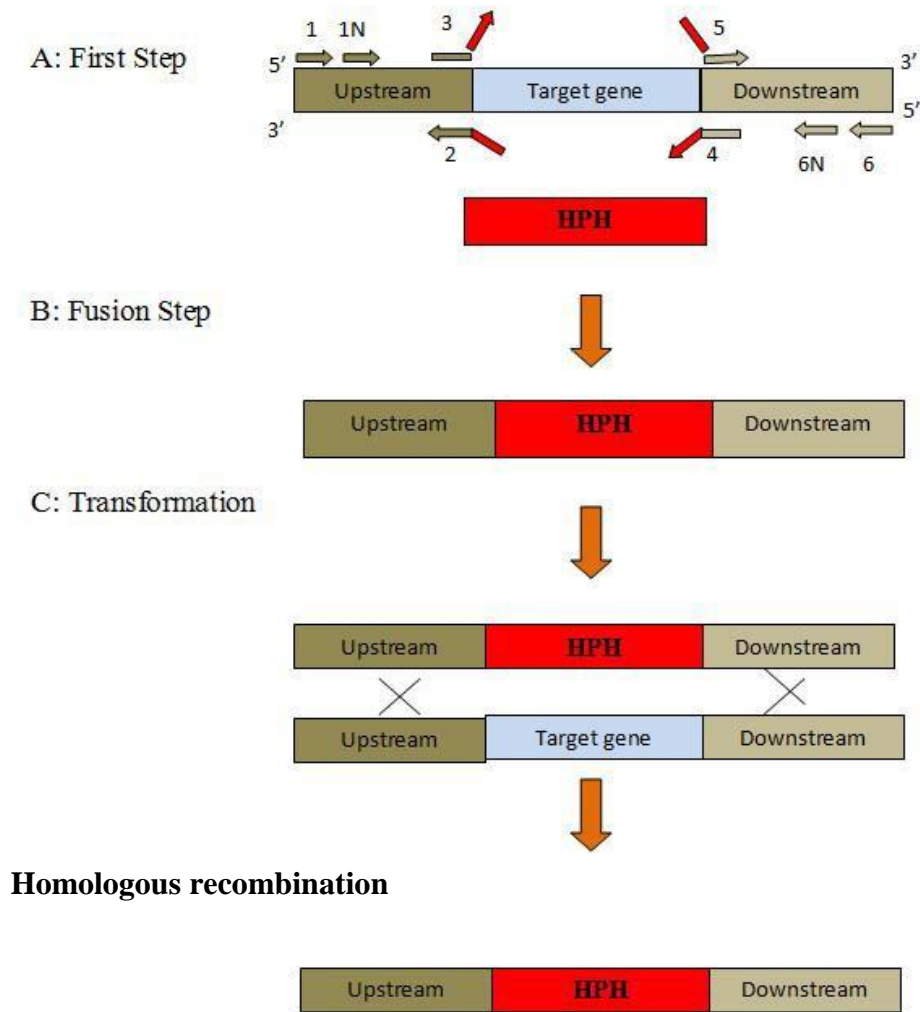 1 1N 3 5
A: First Step
5’ 3’
Upstream Target gene Downstream
3’ 5’
2 4 6N 6
HPH
B: Fusion Step
Upstream HPH Downstream
C: Transformation
Upstream HPH Downstream
Upstream Target gene Downstream
Homologous recombination
Upstream HPH Downstream